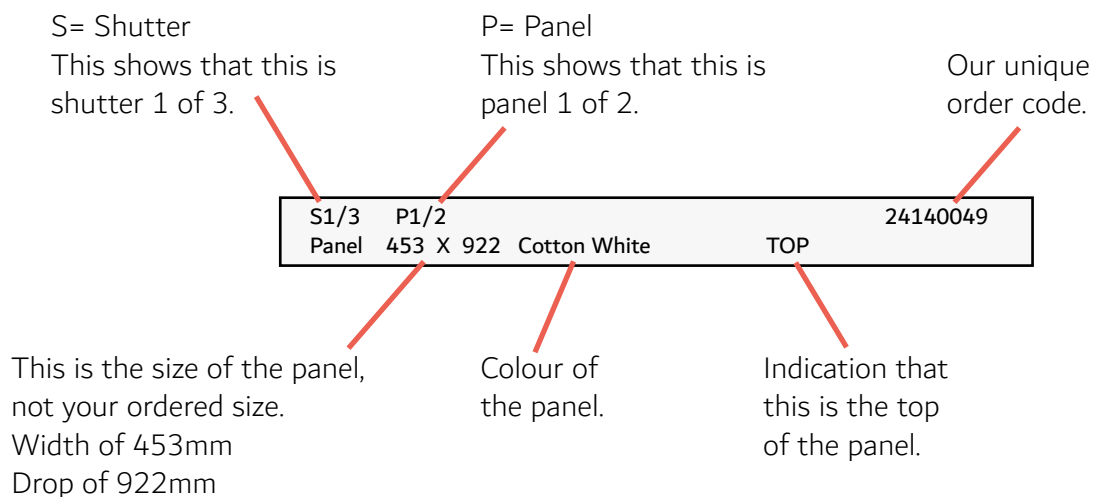 S= Shutter
This shows that this is
shutter 1 of 3.
P= Panel
This shows that this is
panel 1 of 2.
Our unique
order code.
S1/3 P1/2 24140049
Panel 453 X 922 Cotton White TOP
This is the size of the panel,
not your ordered size.
Width of 453mm
Drop of 922mm
Colour of
the panel.
Indication that
this is the top
of the panel.